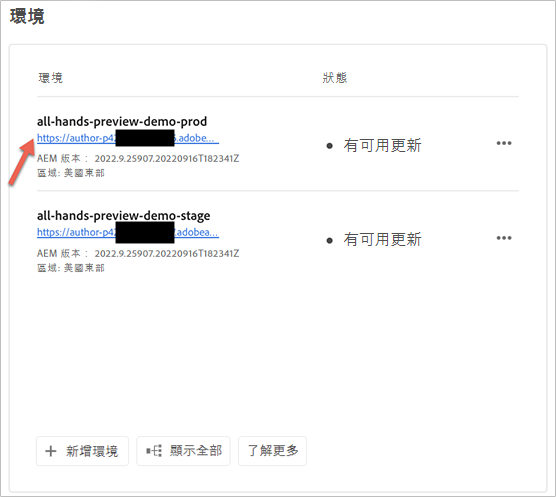 環境
環境 狀態
all-hands-preview-demo-prod
https://author-p4 .adobe...
有可用更新
AEM 版本： 2022.9.25907.20220916T182341Z
區域: 美國東部
all-hands-preview-demo-stage
https://author-p4 .adobea...
有可用更新
AEM 版本： 2022.9.25907.20220916T182341Z
區域: 美國東部
新增環境 顯示全部 了解更多